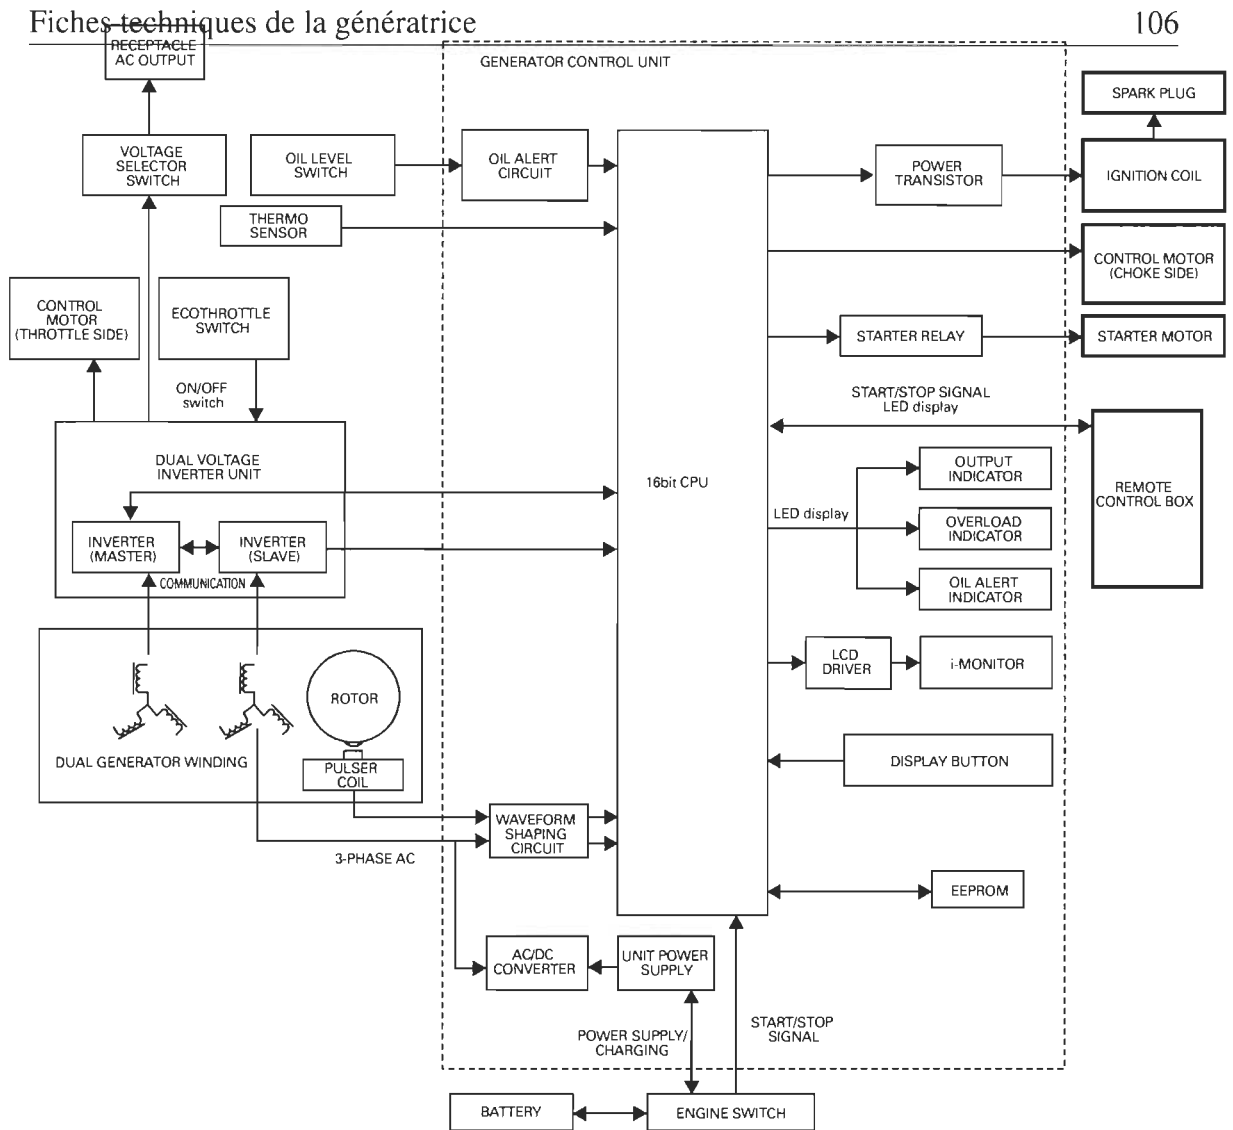 Fiches techniques de la génératrice 106
RECEPTACLE
AC OUTPUT
GENERATOR CONTROL UNIT
SPARK PLUG
VOLTAGE
SELECTOR
SWITCH
OIL LEVEL
SWITCH
OIL ALERT
CIRCUIT
POWER
TRANSISTOR
IGNITION COIL
THERMO
SENSOR
CONTROL MOTOR
(CHOKE SIDE)
CONTROL
MOTOR
(THROTTLE SIDE)
ECOTHROTTLE
SWITCH
STARTER RELAY
STARTER MOTOR
ON/OFF
switch
START/STOP SIGNAL
LED display
DUAL VOLTAGE
INVERTER UNIT
16bit CPU
OUTPUT
INDICATOR
REMOTE
CONTROL BOX
LED display
OVERLOAD
INDICATOR
INVERTER
(MASTER)
INVERTER
(SLAVE)
COMMUNICATION
OIL ALERT
INDICATOR
LCD
DRIVER
i-MONITOR
ROTOR
DUAL GENERATOR WINDING
PULSER
COIL
DISPLAY BUTTON
WAVEFORM
SHAPING
CIRCUIT
3-PHASE AC
EEPROM
AC/DC
CONVERTER
UNIT POWER
SUPPLY
POWER SUPPLY/
CHARGING
START/STOP
SIGNAL
BATTERY
ENGINE SWITCH